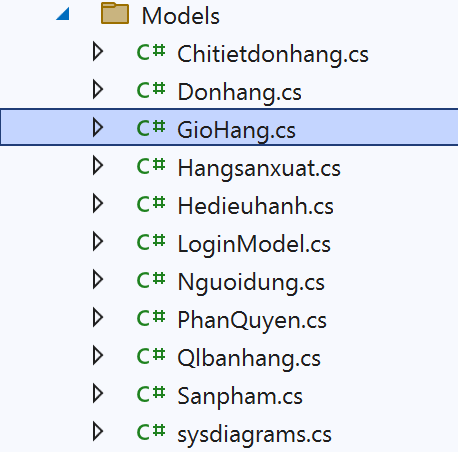 Models
C# Chitietdonhang.cs
C# Donhang.cs
C# GioHang.cs
C# Hangsanxuat.cs
C# Hedieuhanh.cs
C# LoginModel.cs
C# Nguoidung.cs
C# PhanQuyen.cs
C# Qlbanhang.cs
C# Sanpham.cs
C# sysdiagrams.cs